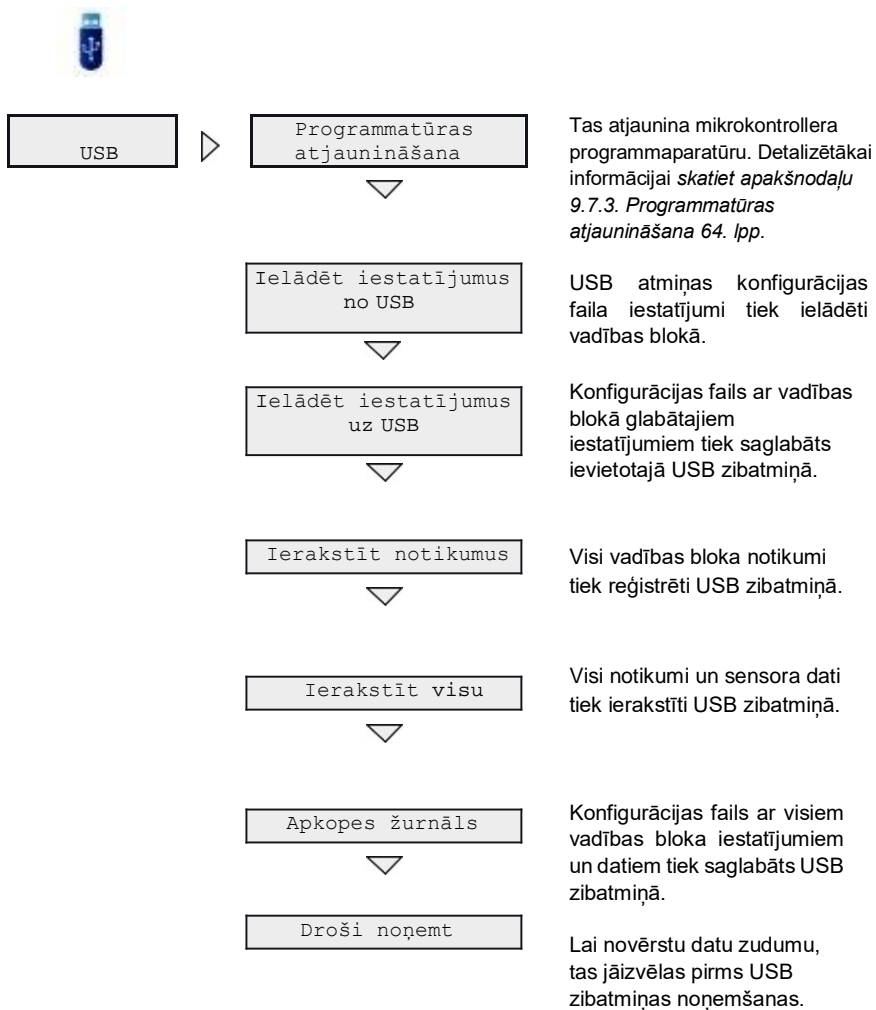 USB
Programmatūras
atjauninäšana
Tas atjaunina mikrokontrollera
programmaparatūru. Detalizētākai
informācijai skatiet apakšnodaļu
9.7.3. Programmatūras
atjaunināšana 64. lpp.
Ielādēt iestatījumus
no USB
USB atmiņas konfigurācijas
faila iestatījumi tiek ielādēti
vadības blokā.
Ielādēt iestatījumus
uz USB
Konfigurācijas fails ar vadības
blokā glabātajiem
iestatījumiem tiek saglabāts
ievietotajā USB zibatmiņā.
Ierakstīt notikumus
Visi vadības bloka notikumi
tiek reģistrēti USB zibatmiņā.
Ierakstīt visu
Visi notikumi un sensora dati
tiek ierakstīti USB zibatmiņā.
Apkopes žurnāls
Konfigurācijas fails ar visiem
vadības bloka iestatījumiem
un datiem tiek saglabāts USB
zibatmiņā.
Droši noņemt
Lai novērstu datu zudumu,
tas jāizvēlas pirms USB
zibatmiņas noņemšanas.